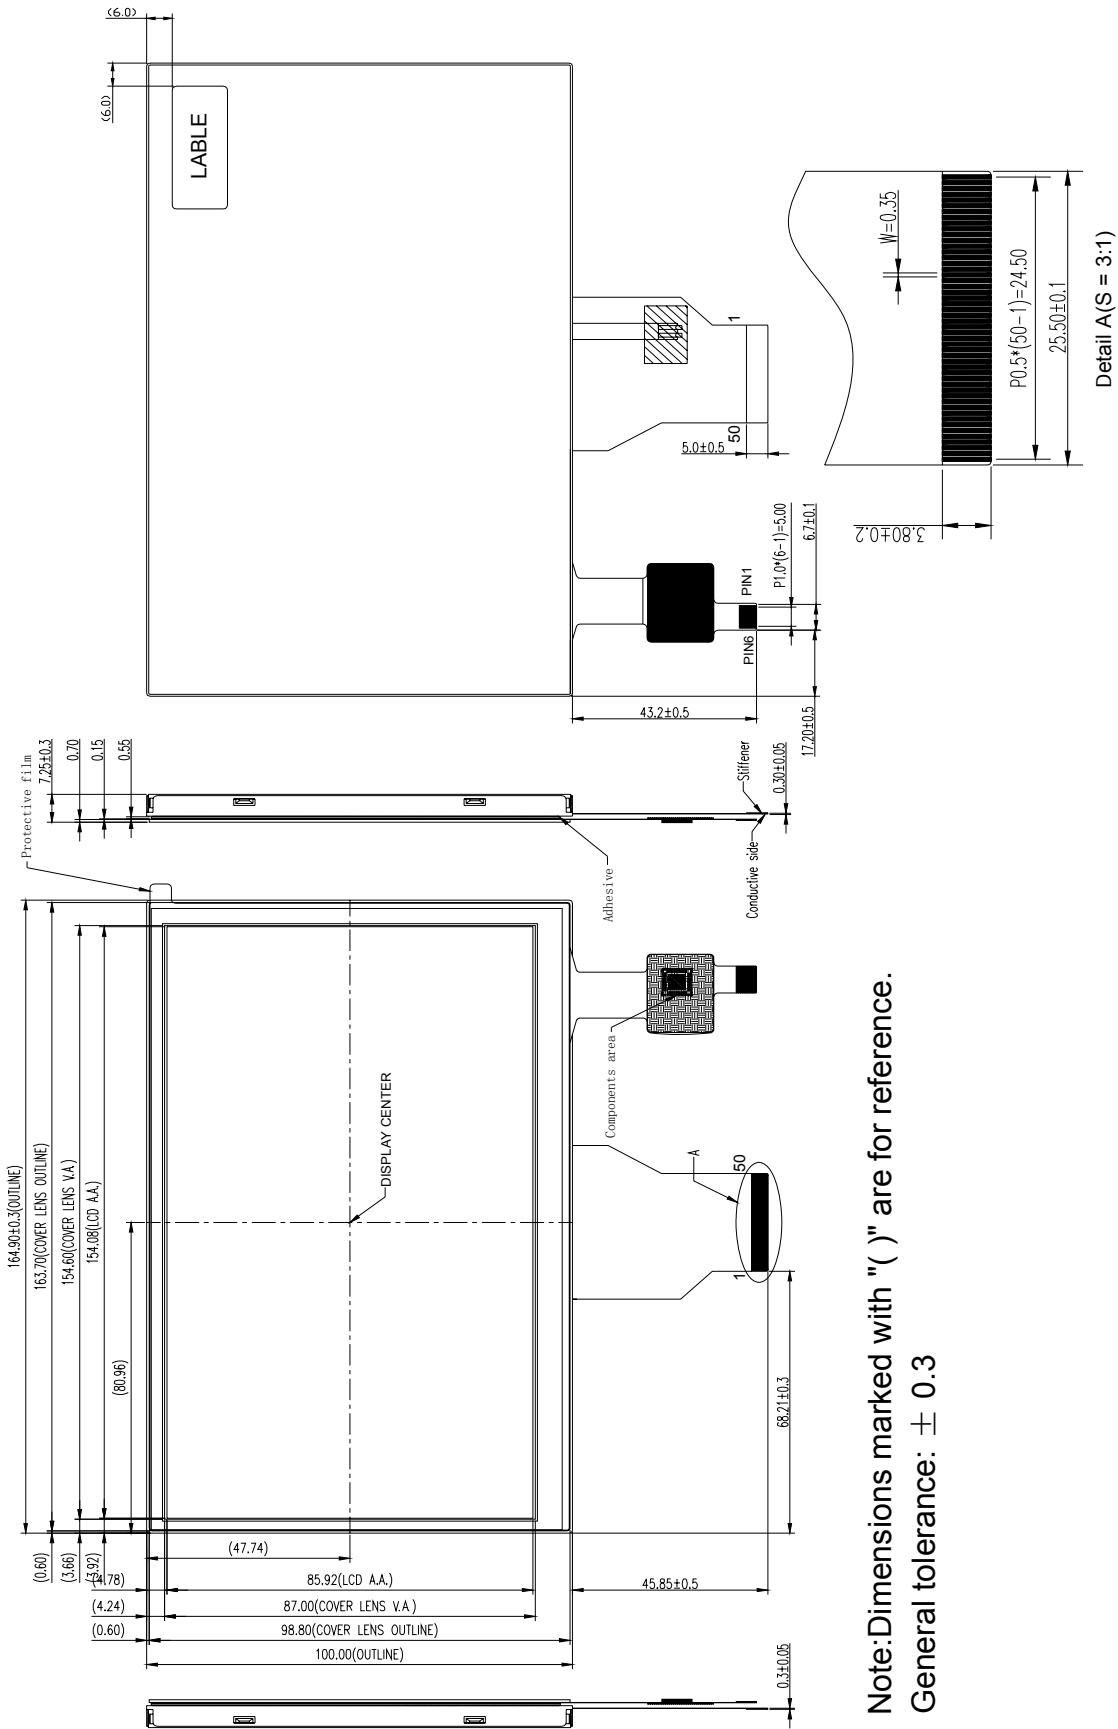 (6.0)
(6.0)
LABLE
50
1
5.0±0.5
PIN6
PIN1
P1.0*(6-1)=5.00
6.7±0.1
17.20±0.5
43.2±0.5
W=0.35
P0.5*(50-1)=24.50
25.50±0.1
3.80±0.2
Detail A(S = 3:1)
Protective film
7.25±0.3
0.70
0.15
0.55
Adhesive
Stiffener
Conductive side
0.30±0.05
164.90±0.3(OUTLINE)
163.70(COVER LENS OUTLINE)
154.60(COVER LENS V.A)
154.08(LCD A.A.)
(80.96)
DISPLAY CENTER
(0.60)
(3.66)
(3.92)
(47.74)
(4.78)
85.92(LCD A.A.)
(4.24)
87.00(COVER LENS V.A)
(0.60)
98.80(COVER LENS OUTLINE)
100.00(OUTLINE)
Components area
A
1
50
68.21±0.3
45.85±0.5
0.3±0.05
Note:Dimensions marked with "( )" are for reference.
General tolerance: ± 0.3